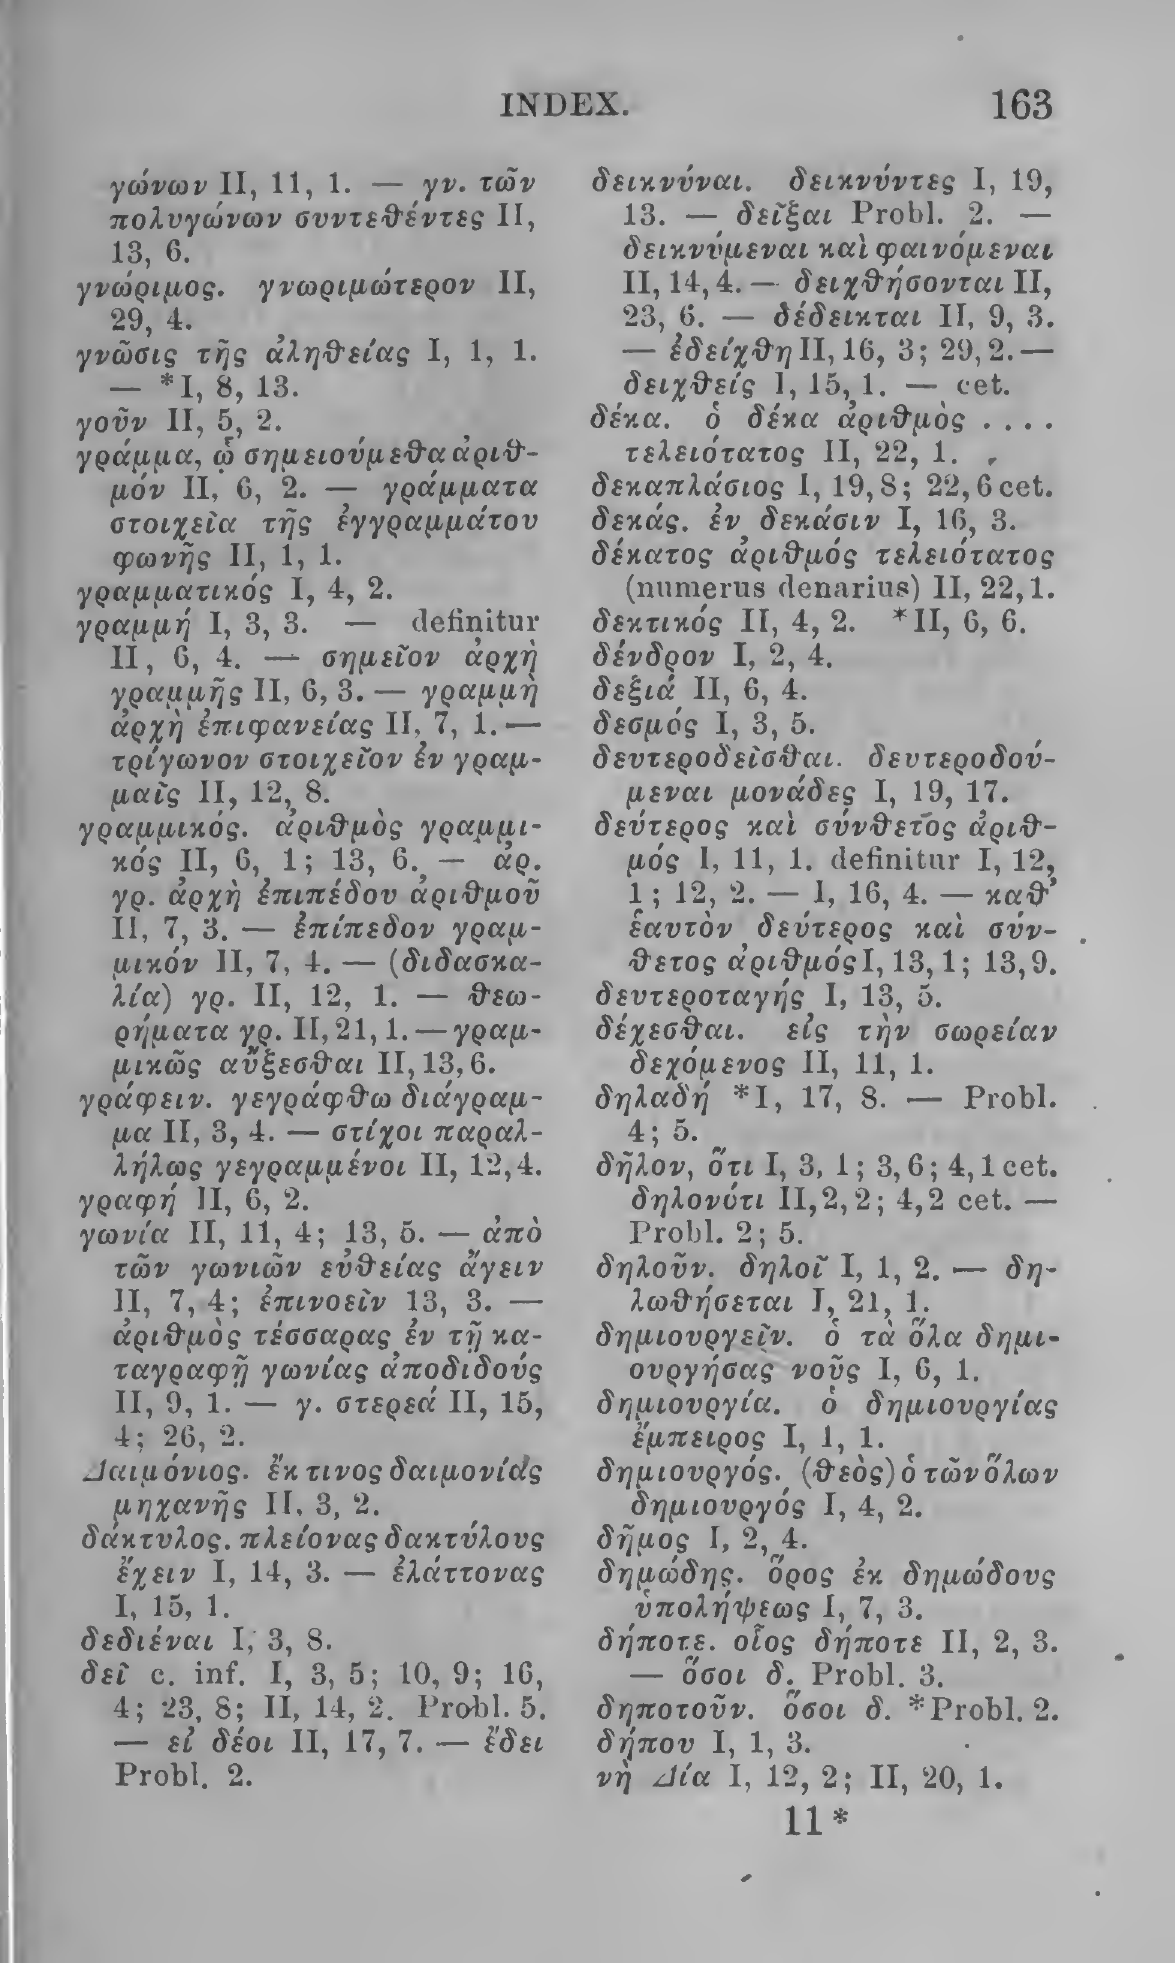 INDEX. 163
γώνων II, 11, 1. — γν. τῶν
πολυγώνων συντεθέντες II,
13, 6.
γνώριμος. γνωριμώτερον II,
29, 4.
γνῶσις τῆς ἀληθείας I, 1, 1.
— *I, 8, 13.
γοῦν II, 5, 2.
γράμμα, ᾧ σημειούμεθα ἀριθ-
μόν II, 6, 2. — γράμματα
στοιχεῖα τῆς ἐγγραμμάτου
φωνῆς II, 1, 1.
γραμματικός I, 4, 2.
γραμμή I, 3, 3. — definitur
II, 6, 4. — σημεῖον ἀρχὴ
γραμμῆς II, 6, 3. — γραμμὴ
ἀρχὴ ἐπιφανείας II, 7, 1. —
τρίγωνον στοιχεῖον ἐν γραμ-
μαῖς II, 12, 8.
γραμμικός. ἀριθμὸς γραμμι-
κός II, 6, 1; 13, 6. — ἀρ.
γρ. ἀρχὴ ἐπιπέδου ἀριθμοῦ
II, 7, 3. — ἐπίπεδον γραμ-
μικόν II, 7, 4. — (διδασκα-
λία) γρ. II, 12, 1. — θεω-
ρήματα γρ. II, 21, 1. — γραμ-
μικῶς αὔξεσθαι II, 13, 6.
γράφειν. γεγράφθω διάγραμ-
μα II, 3, 4. — στίχοι παραλ-
λήλως γεγραμμένοι II, 12, 4.
γραφή II, 6, 2.
γωνία II, 11, 4; 13, 5. — ἀπὸ
τῶν γωνιῶν εὐθείας ἄγειν
II, 7, 4; ἐπινοεῖν 13, 3. —
ἀριθμὸς τέσσαρας ἐν τῇ κα-
ταγραφῇ γωνίας ἀποδιδούς
II, 9, 1. — γ. στερεά II, 15,
4; 26, 2.
Δαιμόνιος. ἔκ τινος δαιμονίας
μηχανῆς II, 3, 2.
δάκτυλος. πλείονας δακτύλους
ἔχειν I, 14, 3. — ἐλάττονας
I, 15, 1.
δεδιέναι I, 3, 8.
δεῖ c. inf. I, 3, 5; 10, 9; 16,
4; 23, 8; II, 14, 2. Probl. 5.
— εἰ δέοι II, 17, 7. — ἔδει
Probl. 2.
δεικνύναι. δεικνύντες I, 19,
13. — δεῖξαι Probl. 2. —
δεικνύμεναι καὶ φαινόμεναι
II, 14, 4. — δειχθήσονται II,
23, 6. — δέδεικται II, 9, 3.
— ἐδείχθη II, 16, 3; 29, 2. —
δειχθείς I, 15, 1. — cet.
δέκα. ὁ δέκα ἀριθμὸς ....
τελειότατος II, 22, 1.
δεκαπλάσιος I, 19, 8; 22, 6 cet.
δεκάς. ἐν δεκάσιν I, 16, 3.
δέκατος ἀριθμός τελειότατος
(numerus denarius) II, 22, 1.
δεκτικός II, 4, 2. *II, 6, 6.
δένδρον I, 2, 4.
δεξιά II, 6, 4.
δεσμός I, 3, 5.
δευτεροδεῖσθαι. δευτεροδού-
μεναι μονάδες I, 19, 17.
δεύτερος καὶ σύνθετος ἀριθ-
μός I, 11, 1. definitur I, 12,
1; 12, 2. — I, 16, 4. — καθ’
ἑαυτὸν δεύτερος καὶ σύν-
θετος ἀριθμός I, 13, 1; 13, 9.
δευτεροταγής I, 13, 5.
δέχεσθαι. εἰς τὴν σωρείαν
δεχόμενος II, 11, 1.
δηλαδή *I, 17, 8. — Probl.
4; 5.
δῆλον, ὅτι I, 3, 1; 3, 6; 4, 1 cet.
δηλονότι II, 2, 2; 4, 2 cet. —
Probl. 2; 5.
δηλοῦν. δηλοῖ I, 1, 2. — δη-
λωθήσεται I, 21, 1.
δημιουργεῖν. ὁ τὰ ὅλα δημι-
ουργήσας νοῦς I, 6, 1.
δημιουργία. ὁ δημιουργίας
ἔμπειρος I, 1, 1.
δημιουργός. (θεὸς) ὁ τῶν ὅλων
δημιουργός I, 4, 2.
δῆμος I, 2, 4.
δημώδης. ὅρος ἐκ δημώδους
ὑπολήψεως I, 7, 3.
δήποτε. οἷος δήποτε II, 2, 3.
— ὅσοι δ. Probl. 3.
δηποτοῦν. ὅσοι δ. *Probl. 2.
δήπου I, 1, 3.
νὴ Δία I, 12, 2; II, 20, 1.
11*